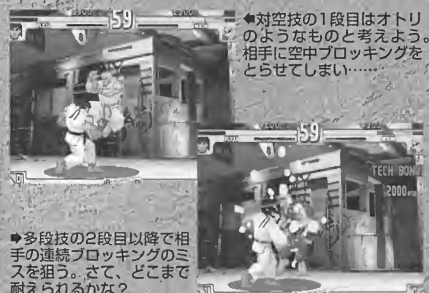 59
⬅対空技の1段目はオトリ
のようなものと考えよう。
相手に空中ブロッキングを
とらせてしまい……
59
TECH BONU
2000PTS
➡多段技の2段目以降で相
手の連続ブロッキングのミ
スを狙う。さて、どこまで
耐えられるかな？